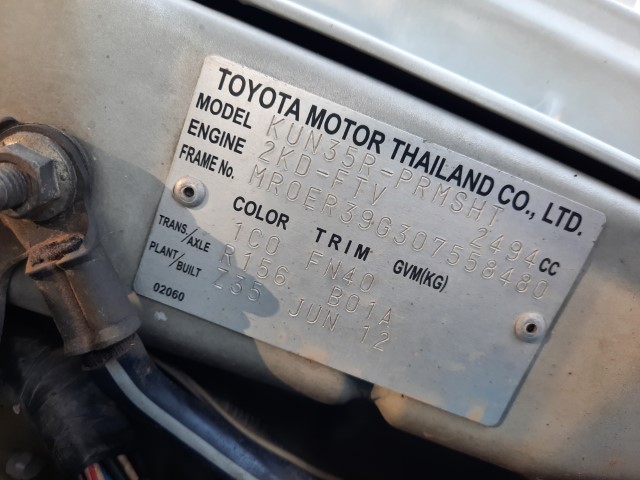 TOYOTA MOTOR THAILAND CO., LTD.
MODEL KUN35R-PRMSHT
ENGINE 2KD-FTV 2494 CC
FRAME No. MR0ER39G307558480
COLOR TRIM GVM(KG)
1C0 FN40
TRANS/AXLE R156 B01A
PLANT/BUILT Z35 JUN 12
02060